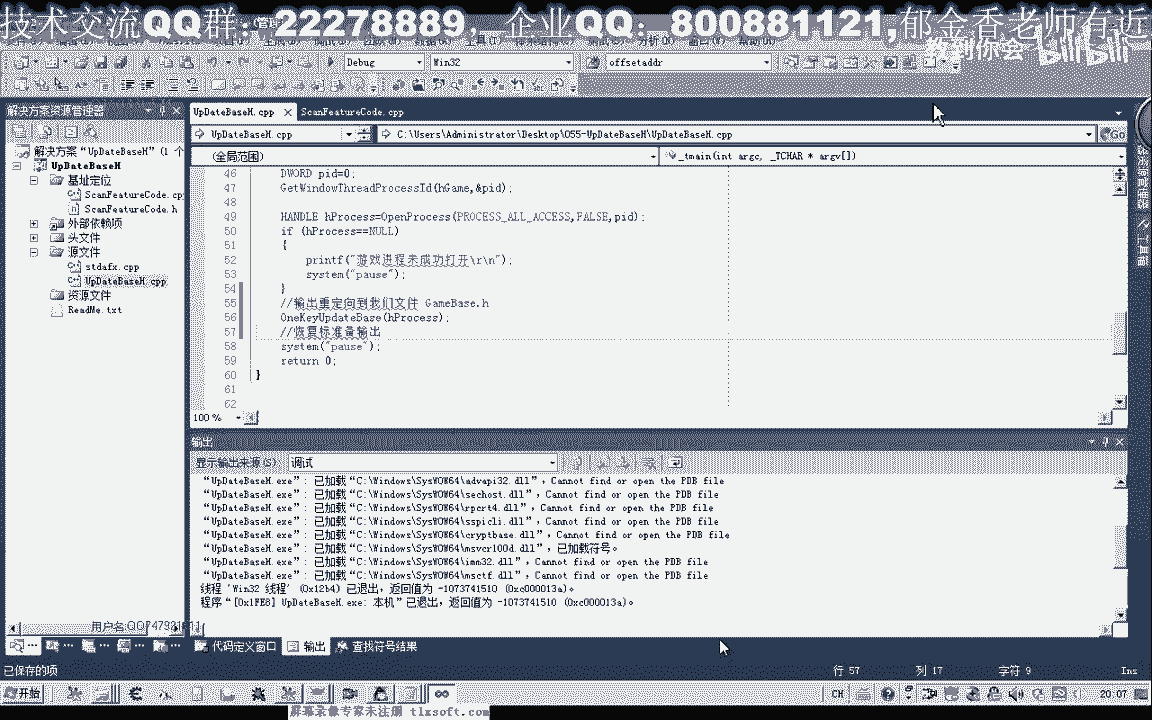 技术交流QQ群：22278889，企业QQ：800881121,郁金香老师有近
教到你会 bilibili
Debug Win32 offsetaddr
解决方案资源管理器
UpDateBaseH.cpp ScanFeatureCode.cpp
UpDateBaseH.cpp C:\Users\Administrator\Desktop\055-UpDateBaseH\UpDateBaseH.cpp Go
(全局范围) _tmain(int argc, _TCHAR * argv[])
解决方案"UpDateBaseH"(1 个
UpDateBaseH
基址定位
ScanFeatureCode.cp
ScanFeatureCode.h
外部依赖项
头文件
源文件
stdafx.cpp
UpDateBaseH.cpp
资源文件
ReadMe.txt
46 DWORD pid=0;
47 GetWindowThreadProcessId(hGame,&pid);
48
49 HANDLE hProcess=OpenProcess(PROCESS_ALL_ACCESS,FALSE,pid);
50 if (hProcess==NULL)
51 {
52 printf("游戏进程未成功打开\r\n");
53 system("pause");
54 }
55 //输出重定向到我们文件 GameBase.h
56 OneKeyUpdateBase(hProcess);
57 //恢复标准备输出
58 system("pause");
59 return 0;
60 }
61
62
100 %
工具箱
输出
显示输出来源(S): 调试
"UpDateBaseH.exe": 已加载"C:\Windows\SysWOW64\advapi32.dll"，Cannot find or open the PDB file
"UpDateBaseH.exe": 已加载"C:\Windows\SysWOW64\sechost.dll"，Cannot find or open the PDB file
"UpDateBaseH.exe": 已加载"C:\Windows\SysWOW64\rpcrt4.dll"，Cannot find or open the PDB file
"UpDateBaseH.exe": 已加载"C:\Windows\SysWOW64\sspicli.dll"，Cannot find or open the PDB file
"UpDateBaseH.exe": 已加载"C:\Windows\SysWOW64\cryptbase.dll"，Cannot find or open the PDB file
"UpDateBaseH.exe": 已加载"C:\Windows\SysWOW64\msvcr100d.dll"，已加载符号。
"UpDateBaseH.exe": 已加载"C:\Windows\SysWOW64\imm32.dll"，Cannot find or open the PDB file
"UpDateBaseH.exe": 已加载"C:\Windows\SysWOW64\msctf.dll"，Cannot find or open the PDB file
线程 'Win32 线程' (0x12b4) 已退出，返回值为 -1073741510 (0xc000013a)。
程序"[0x1FE8] UpDateBaseH.exe: 本机"已退出，返回值为 -1073741510 (0xc000013a)。
代码定义窗口 输出 查找符号结果
已保存的项 行 57 列 17 字符 9 Ins
开始 CH 20:07
屏幕录像专家未注册 tlxsoft.com